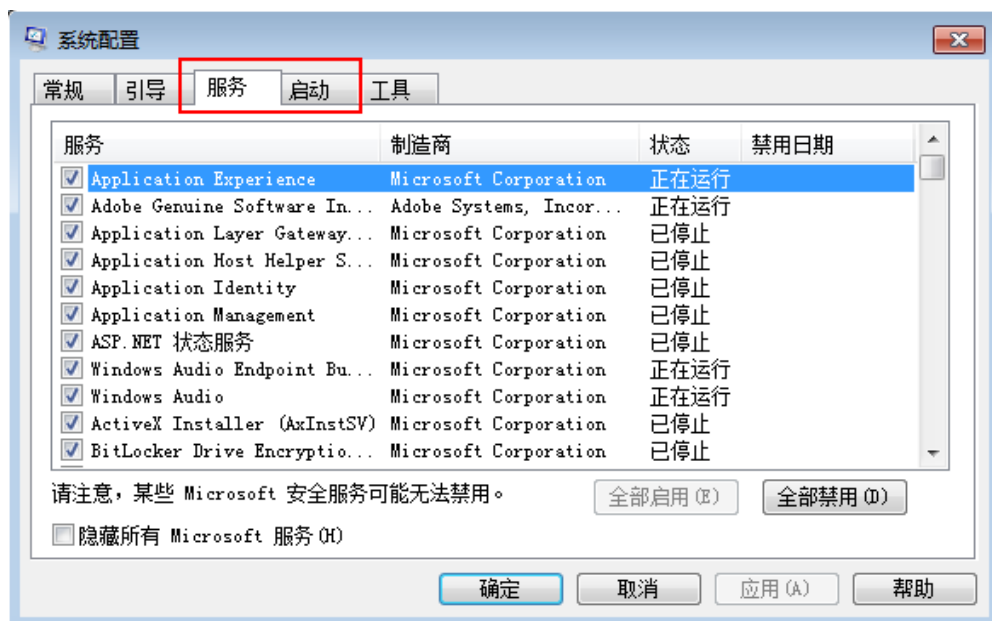 系统配置
常规 引导 服务 启动 工具
服务 制造商 状态 禁用日期
Application Experience Microsoft Corporation 正在运行
Adobe Genuine Software In... Adobe Systems, Incor... 正在运行
Application Layer Gateway... Microsoft Corporation 已停止
Application Host Helper S... Microsoft Corporation 已停止
Application Identity Microsoft Corporation 已停止
Application Management Microsoft Corporation 已停止
ASP.NET 状态服务 Microsoft Corporation 已停止
Windows Audio Endpoint Bu... Microsoft Corporation 正在运行
Windows Audio Microsoft Corporation 正在运行
ActiveX Installer (AxInstSV) Microsoft Corporation 已停止
BitLocker Drive Encryptio... Microsoft Corporation 已停止
请注意，某些 Microsoft 安全服务可能无法禁用。 全部启用(E) 全部禁用(D)
隐藏所有 Microsoft 服务(H)
确定 取消 应用(A) 帮助